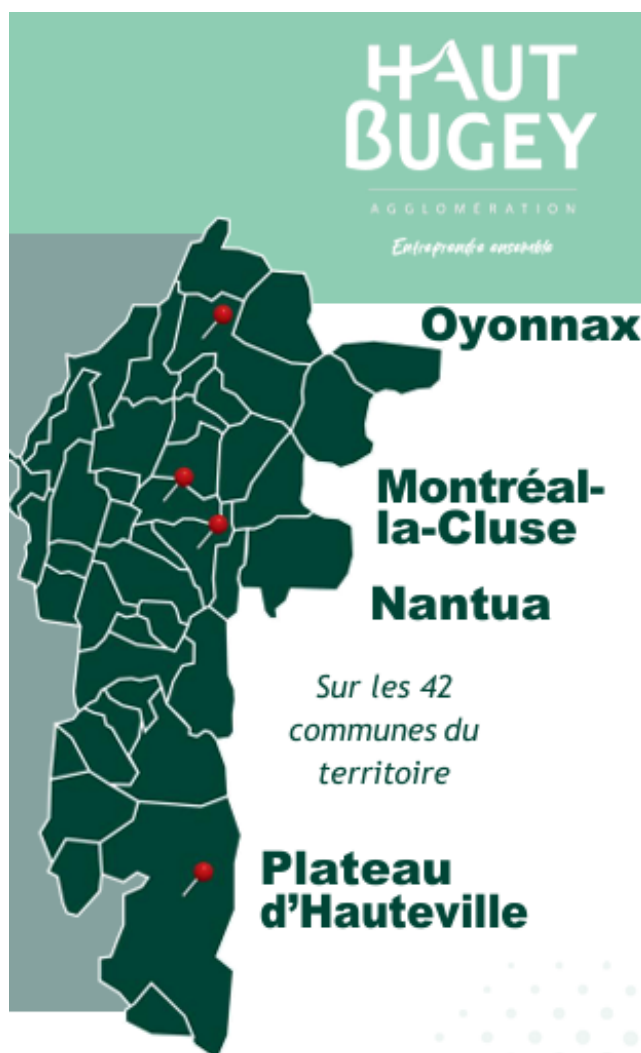 HAUT
BUGEY
AGGLOMÉRATION
Entreprendre ensemble
Oyonnax
Montréal-
la-Cluse
Nantua
Sur les 42
communes du
territoire
Plateau
d'Hauteville